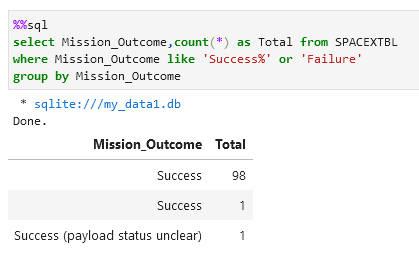 %%sql
select Mission_Outcome,count(*) as Total from SPACEXTBL
where Mission_Outcome like 'Success%' or 'Failure'
group by Mission_Outcome
* sqlite:///my_data1.db
Done.
Mission_Outcome Total
Success 98
Success 1
Success (payload status unclear) 1